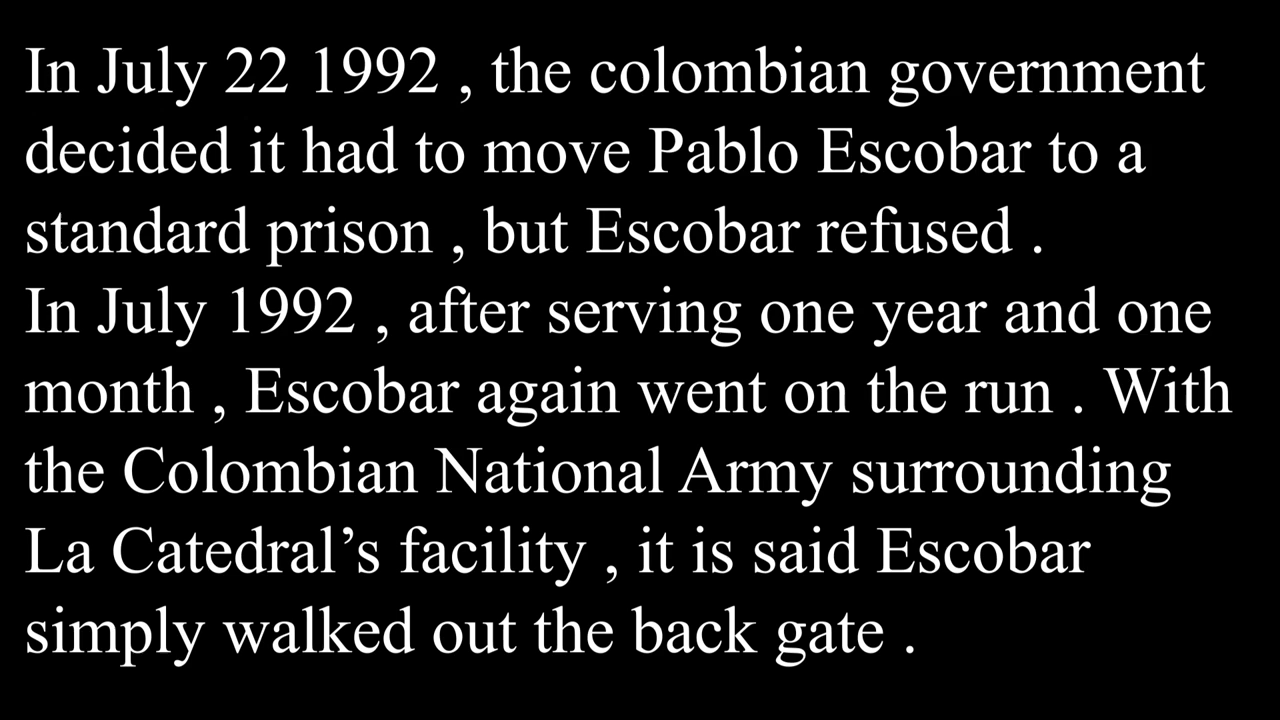 In July 22 1992 , the colombian government
decided it had to move Pablo Escobar to a
standard prison , but Escobar refused .
In July 1992 , after serving one year and one
month , Escobar again went on the run . With
the Colombian National Army surrounding
La Catedral’s facility , it is said Escobar
simply walked out the back gate .